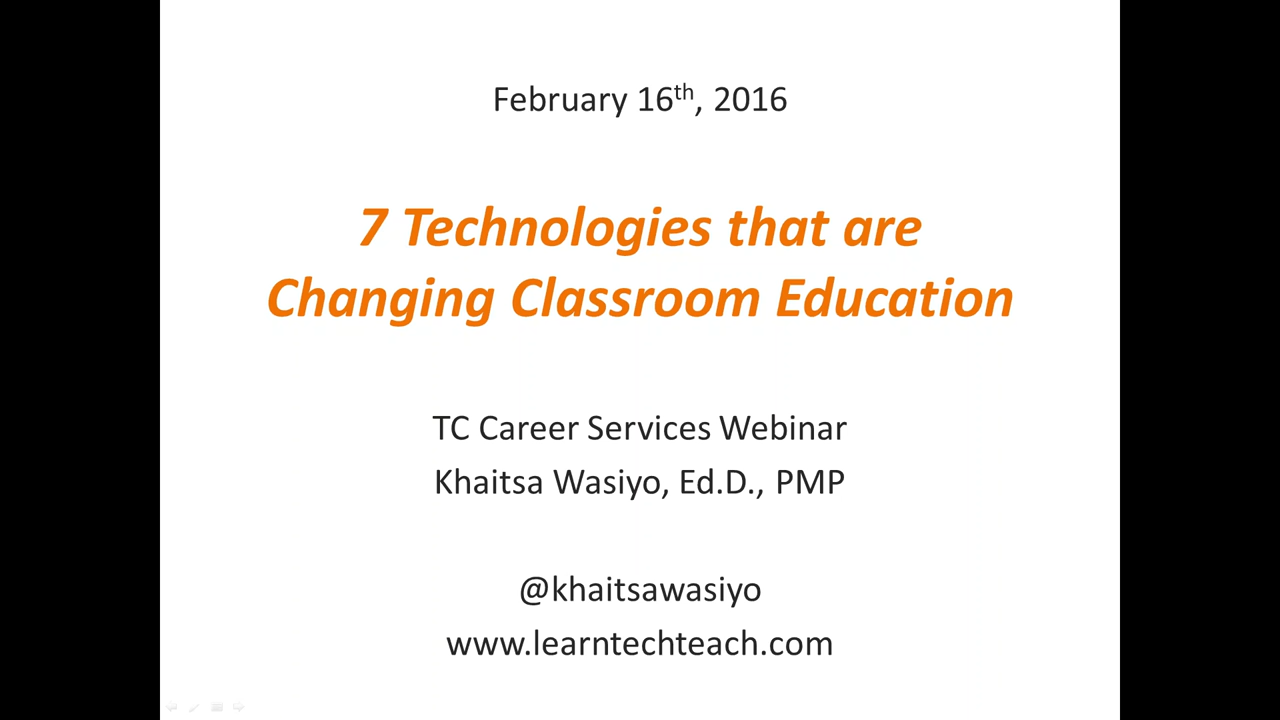 February 16th, 2016
7 Technologies that are
Changing Classroom Education
TC Career Services Webinar
Khaitsa Wasiyo, Ed.D., PMP
@khaitsawasiyo
www.learntechteach.com